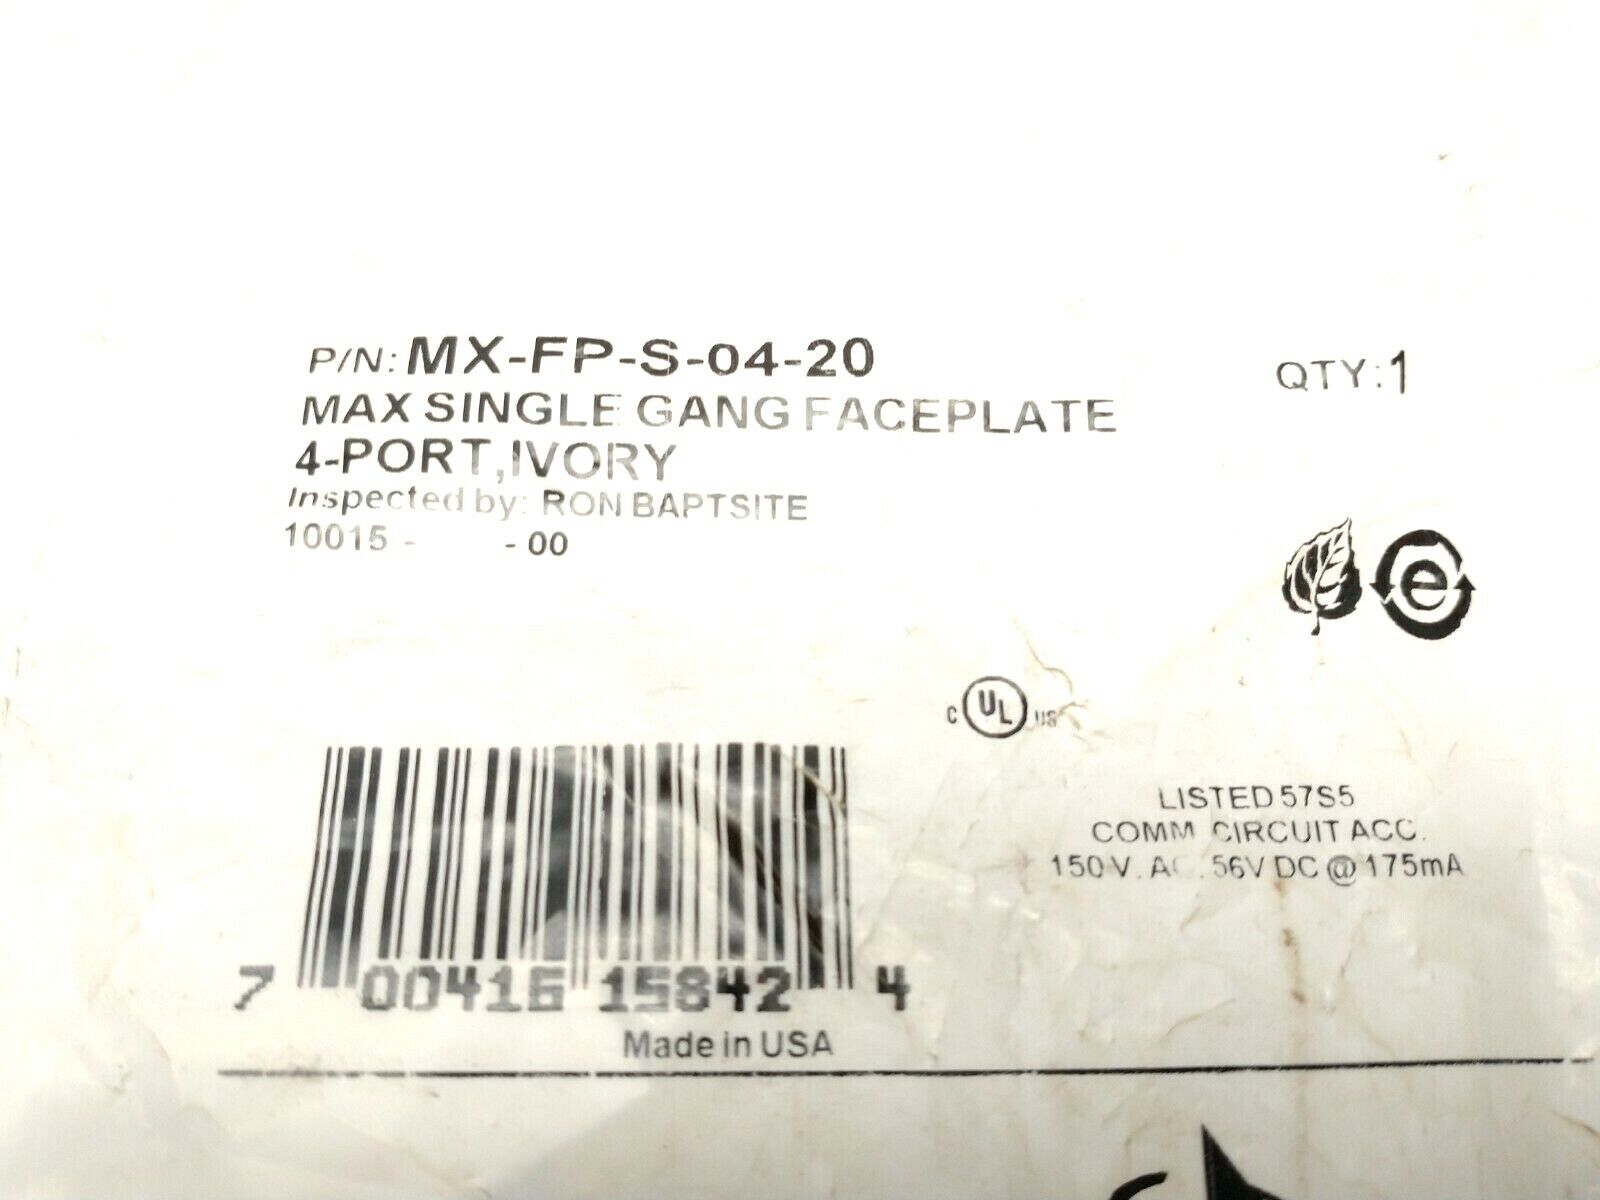 P/N: MX-FP-S-04-20
QTY:1
MAX SINGLE GANG FACEPLATE
4-PORT, IVORY
Inspected by: RON BAPTSITE
10015 - - 00
e
C UL US
LISTED 57S5
COMM CIRCUIT ACC.
150 V. AC. 56V DC @ 175mA
7 00416 15842 4
Made in USA